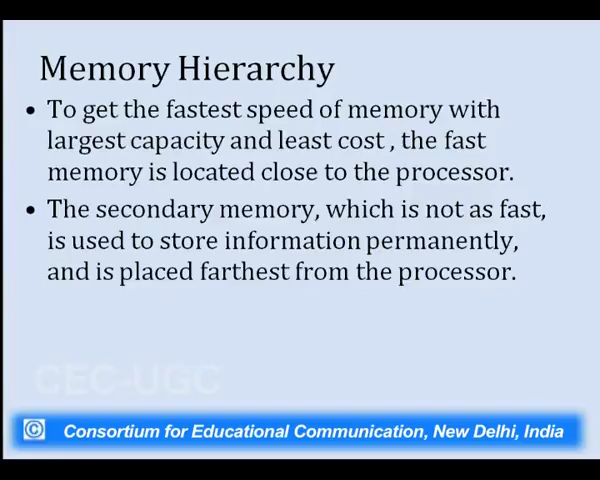 Memory Hierarchy
• To get the fastest speed of memory with
largest capacity and least cost , the fast
memory is located close to the processor.
• The secondary memory, which is not as fast,
is used to store information permanently,
and is placed farthest from the processor.
CEC-UGC
© Consortium for Educational Communication, New Delhi, India